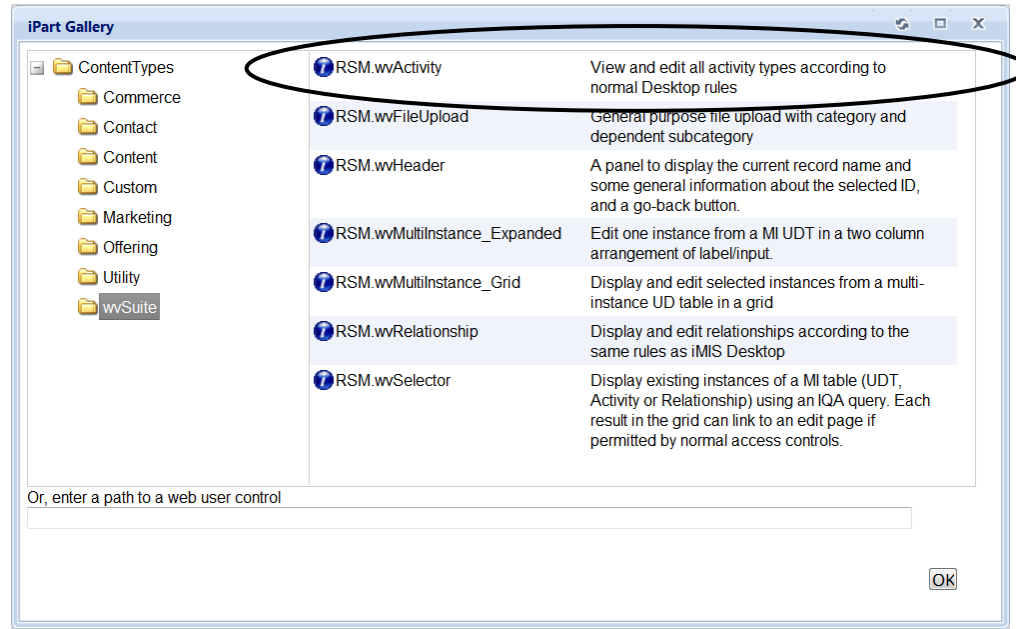 iPart Gallery
ContentTypes
Commerce
Contact
Content
Custom
Marketing
Offering
Utility
wvSuite
RSM.wvActivity
View and edit all activity types according to
normal Desktop rules
RSM.wvFileUpload
General purpose file upload with category and
dependent subcategory
RSM.wvHeader
A panel to display the current record name and
some general information about the selected ID,
and a go-back button.
RSM.wvMultiInstance_Expanded
Edit one instance from a MI UDT in a two column
arrangement of label/input.
RSM.wvMultiInstance_Grid
Display and edit selected instances from a multi-
instance UD table in a grid
RSM.wvRelationship
Display and edit relationships according to the
same rules as iMIS Desktop
RSM.wvSelector
Display existing instances of a MI table (UDT,
Activity or Relationship) using an IQA query. Each
result in the grid can link to an edit page if
permitted by normal access controls.
Or, enter a path to a web user control
OK